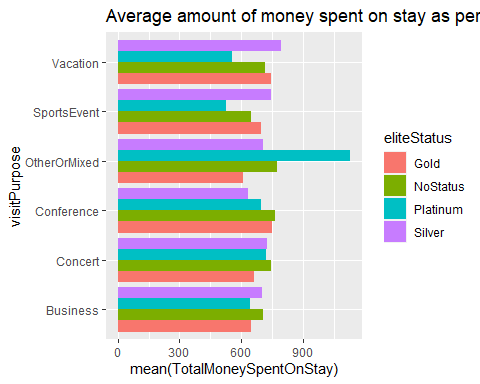 Average amount of money spent on stay as per
visitPurpose
Vacation
SportsEvent
OtherOrMixed
Conference
Concert
Business
0 300 600 900
mean(TotalMoneySpentOnStay)
eliteStatus
Gold
NoStatus
Platinum
Silver